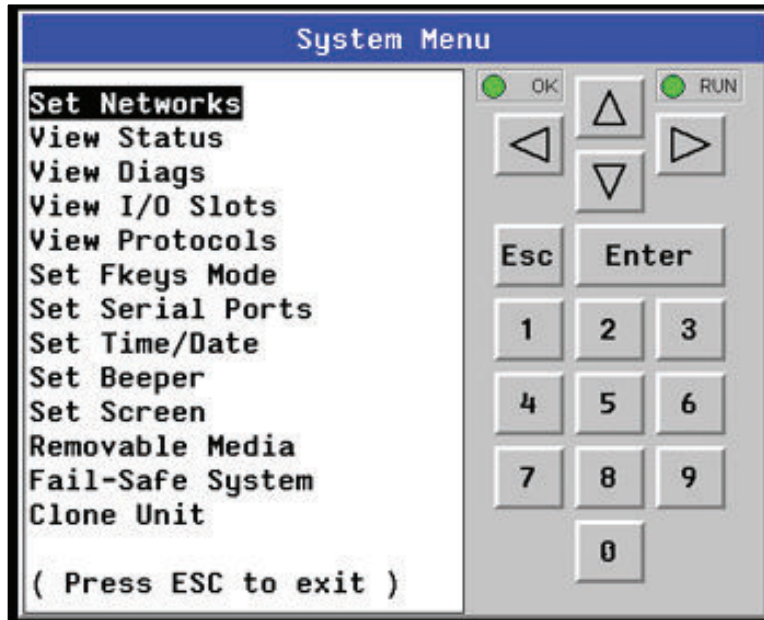 System Menu
Set Networks
View Status
View Diags
View I/O Slots
View Protocols
Set Fkeys Mode
Set Serial Ports
Set Time/Date
Set Beeper
Set Screen
Removable Media
Fail-Safe System
Clone Unit
( Press ESC to exit )
OK
RUN
Esc
Enter
1 2 3
4 5 6
7 8 9
0